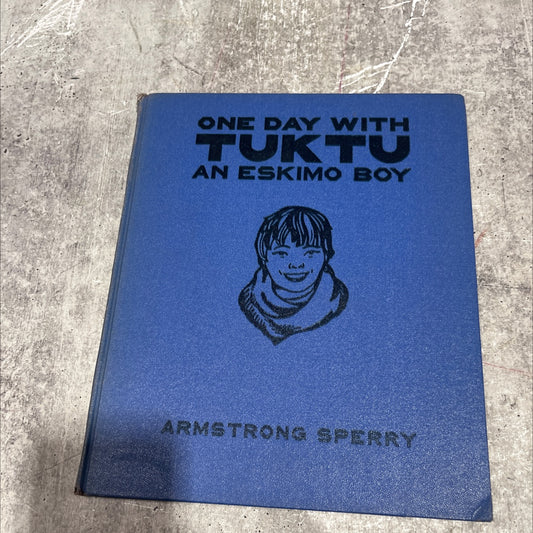 ONE DAY WITH
TUKTU
AN ESKIMO BOY
ARMSTRONG SPERRY